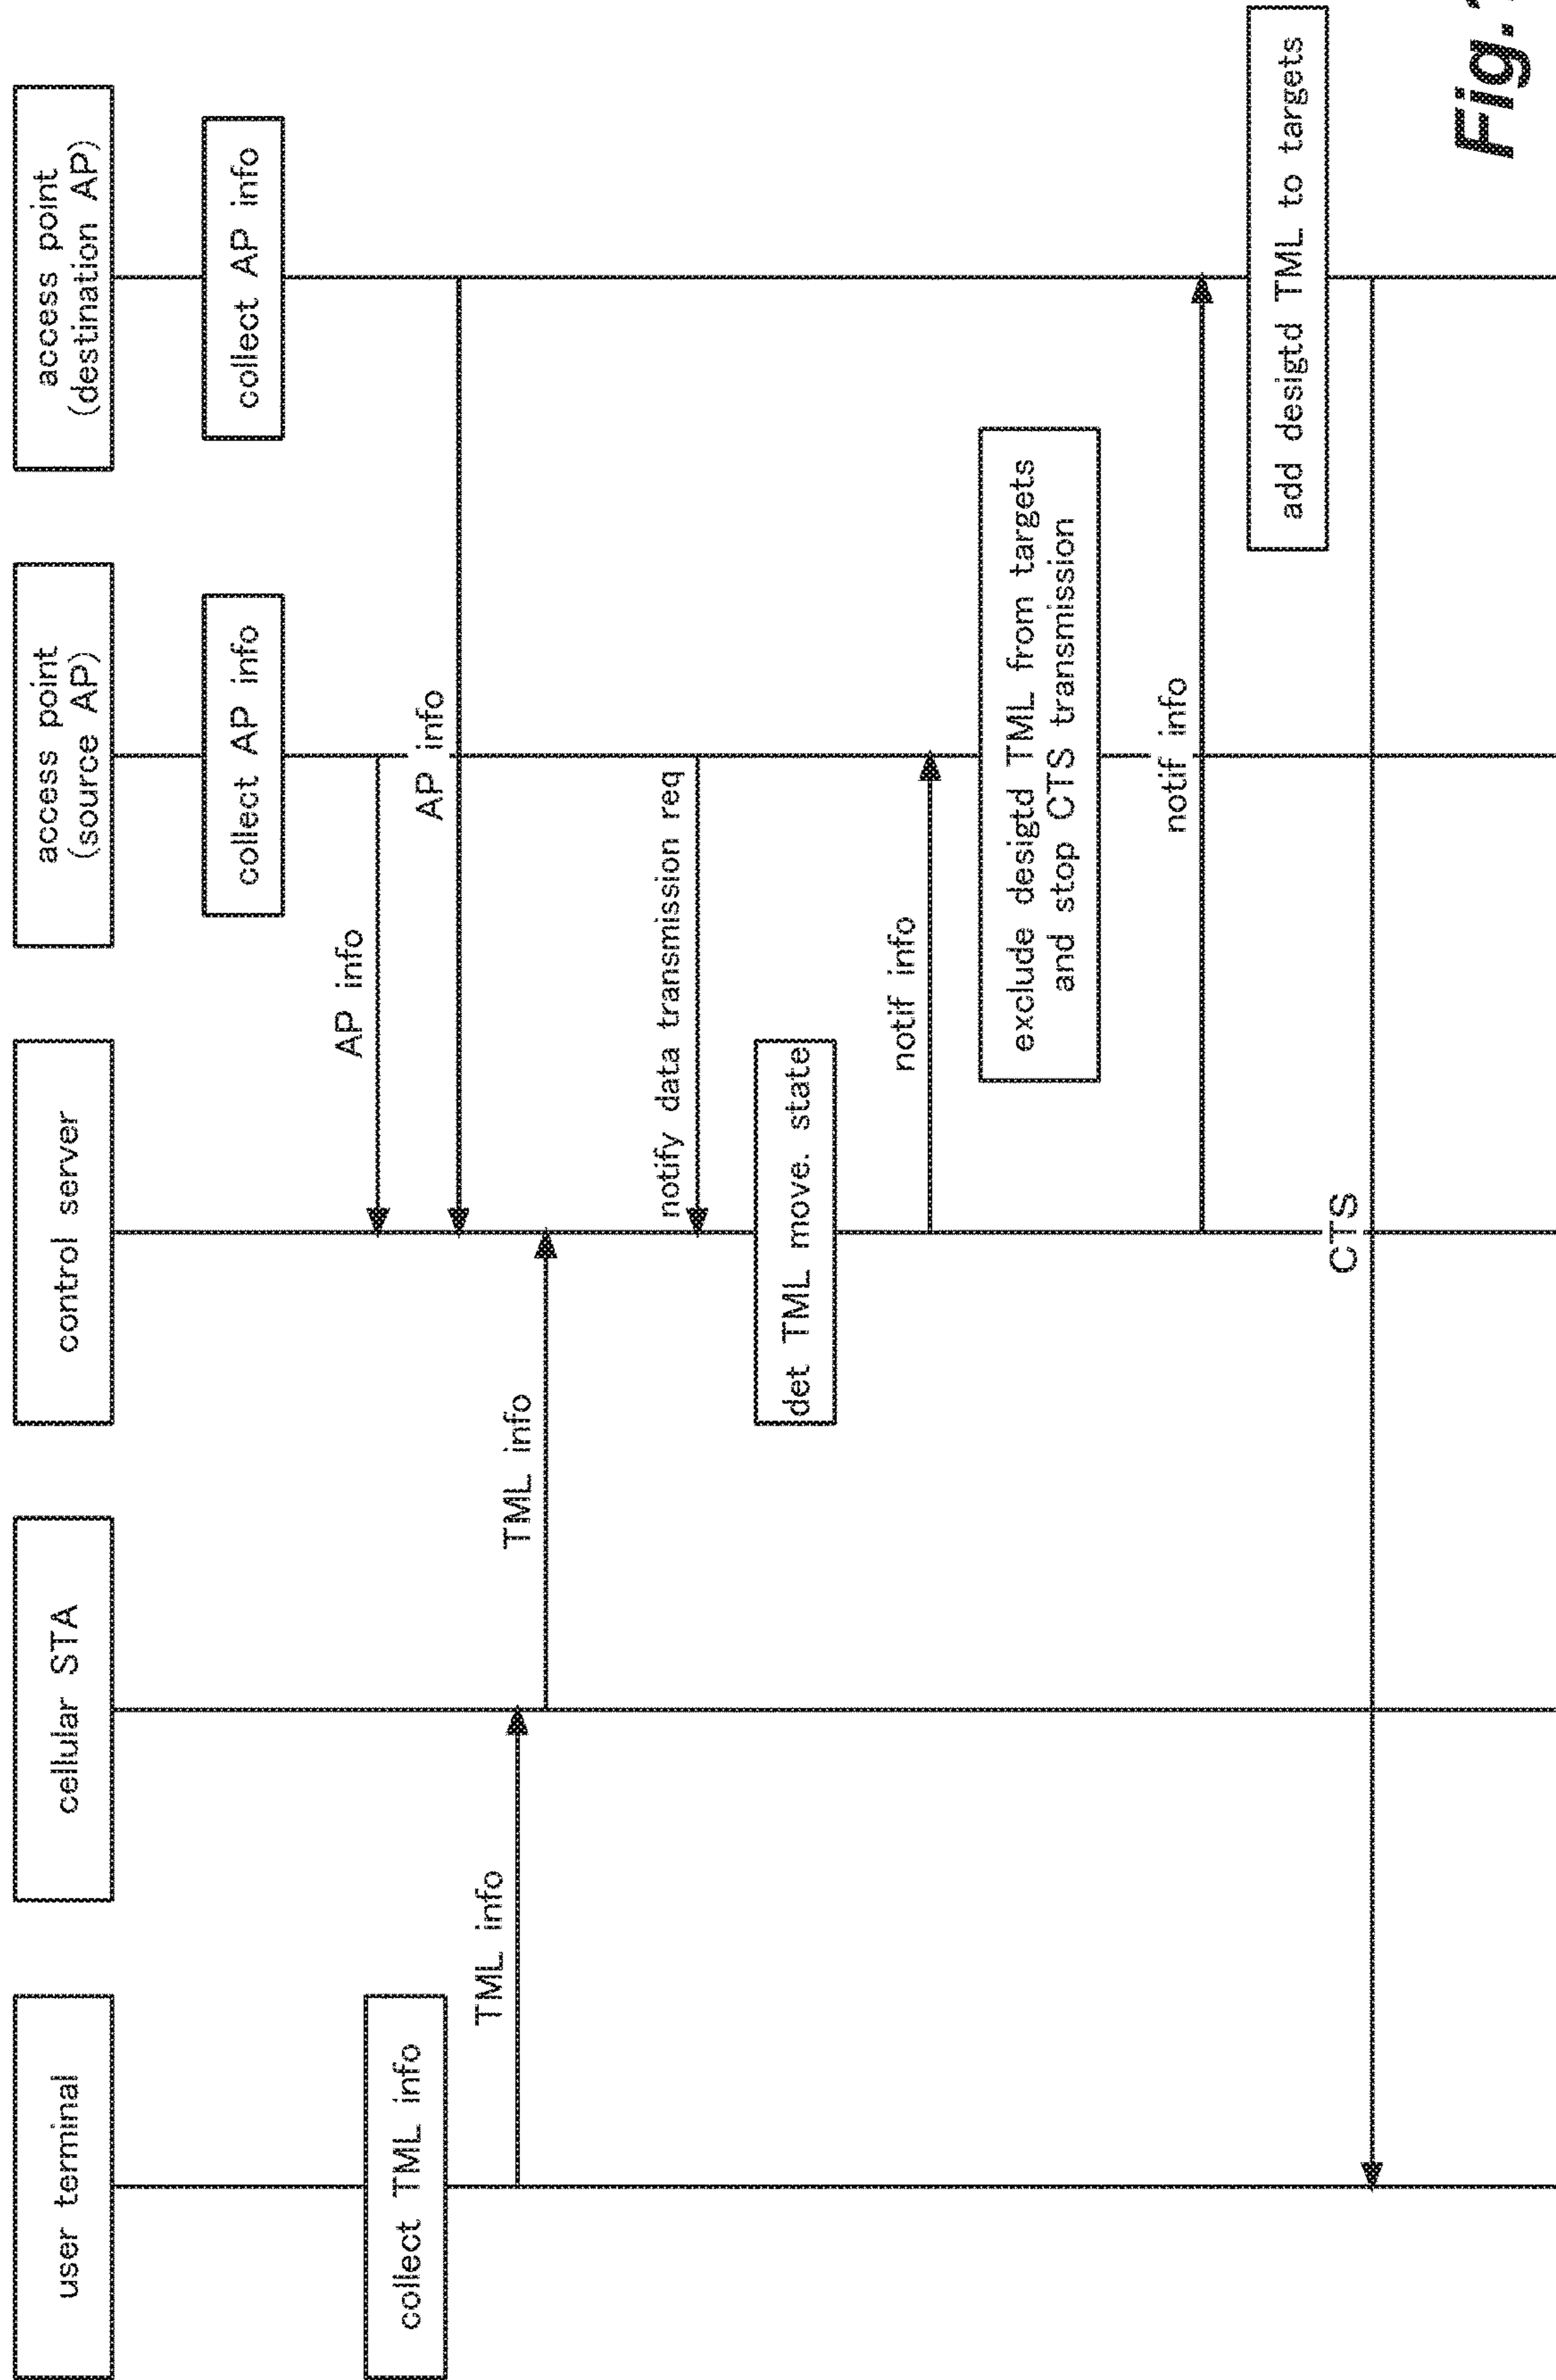 user terminal
cellular STA
control server
access point
(source AP)
access point
(destination AP)
collect AP info
collect AP info
AP info
collect TML info
AP info
TML info
TML info
notify data transmission req
det TML move. state
notif info
exclude desigtd TML from targets
and stop CTS transmission
notif info
add desigtd TML to targets
CTS
Fig.